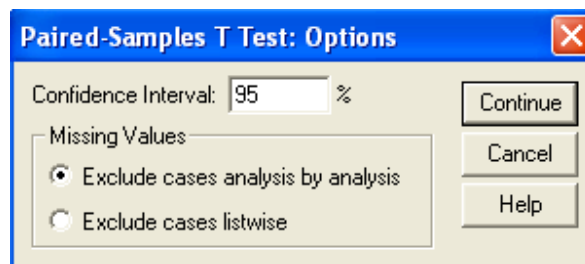 Paired-Samples T Test: Options
Confidence Interval: 95 %
Continue
Missing Values
Cancel
Exclude cases analysis by analysis
Help
Exclude cases listwise